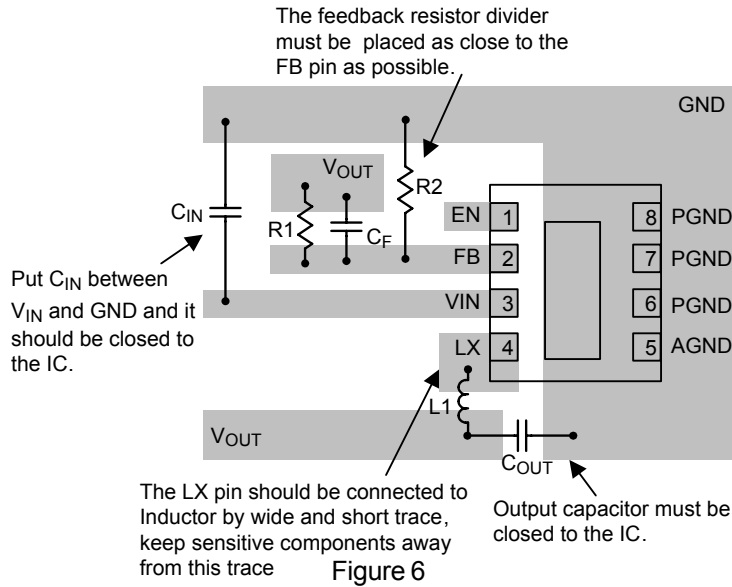 The feedback resistor divider
must be placed as close to the
FB pin as possible.
GND
VOUT
R2
CIN
R1
CF
EN 1
8 PGND
FB 2
7 PGND
VIN 3
6 PGND
LX 4
5 AGND
Put CIN between
VIN and GND and it
should be closed to
the IC.
L1
VOUT
COUT
The LX pin should be connected to
Inductor by wide and short trace,
keep sensitive components away
from this trace
Output capacitor must be
closed to the IC.
Figure 6